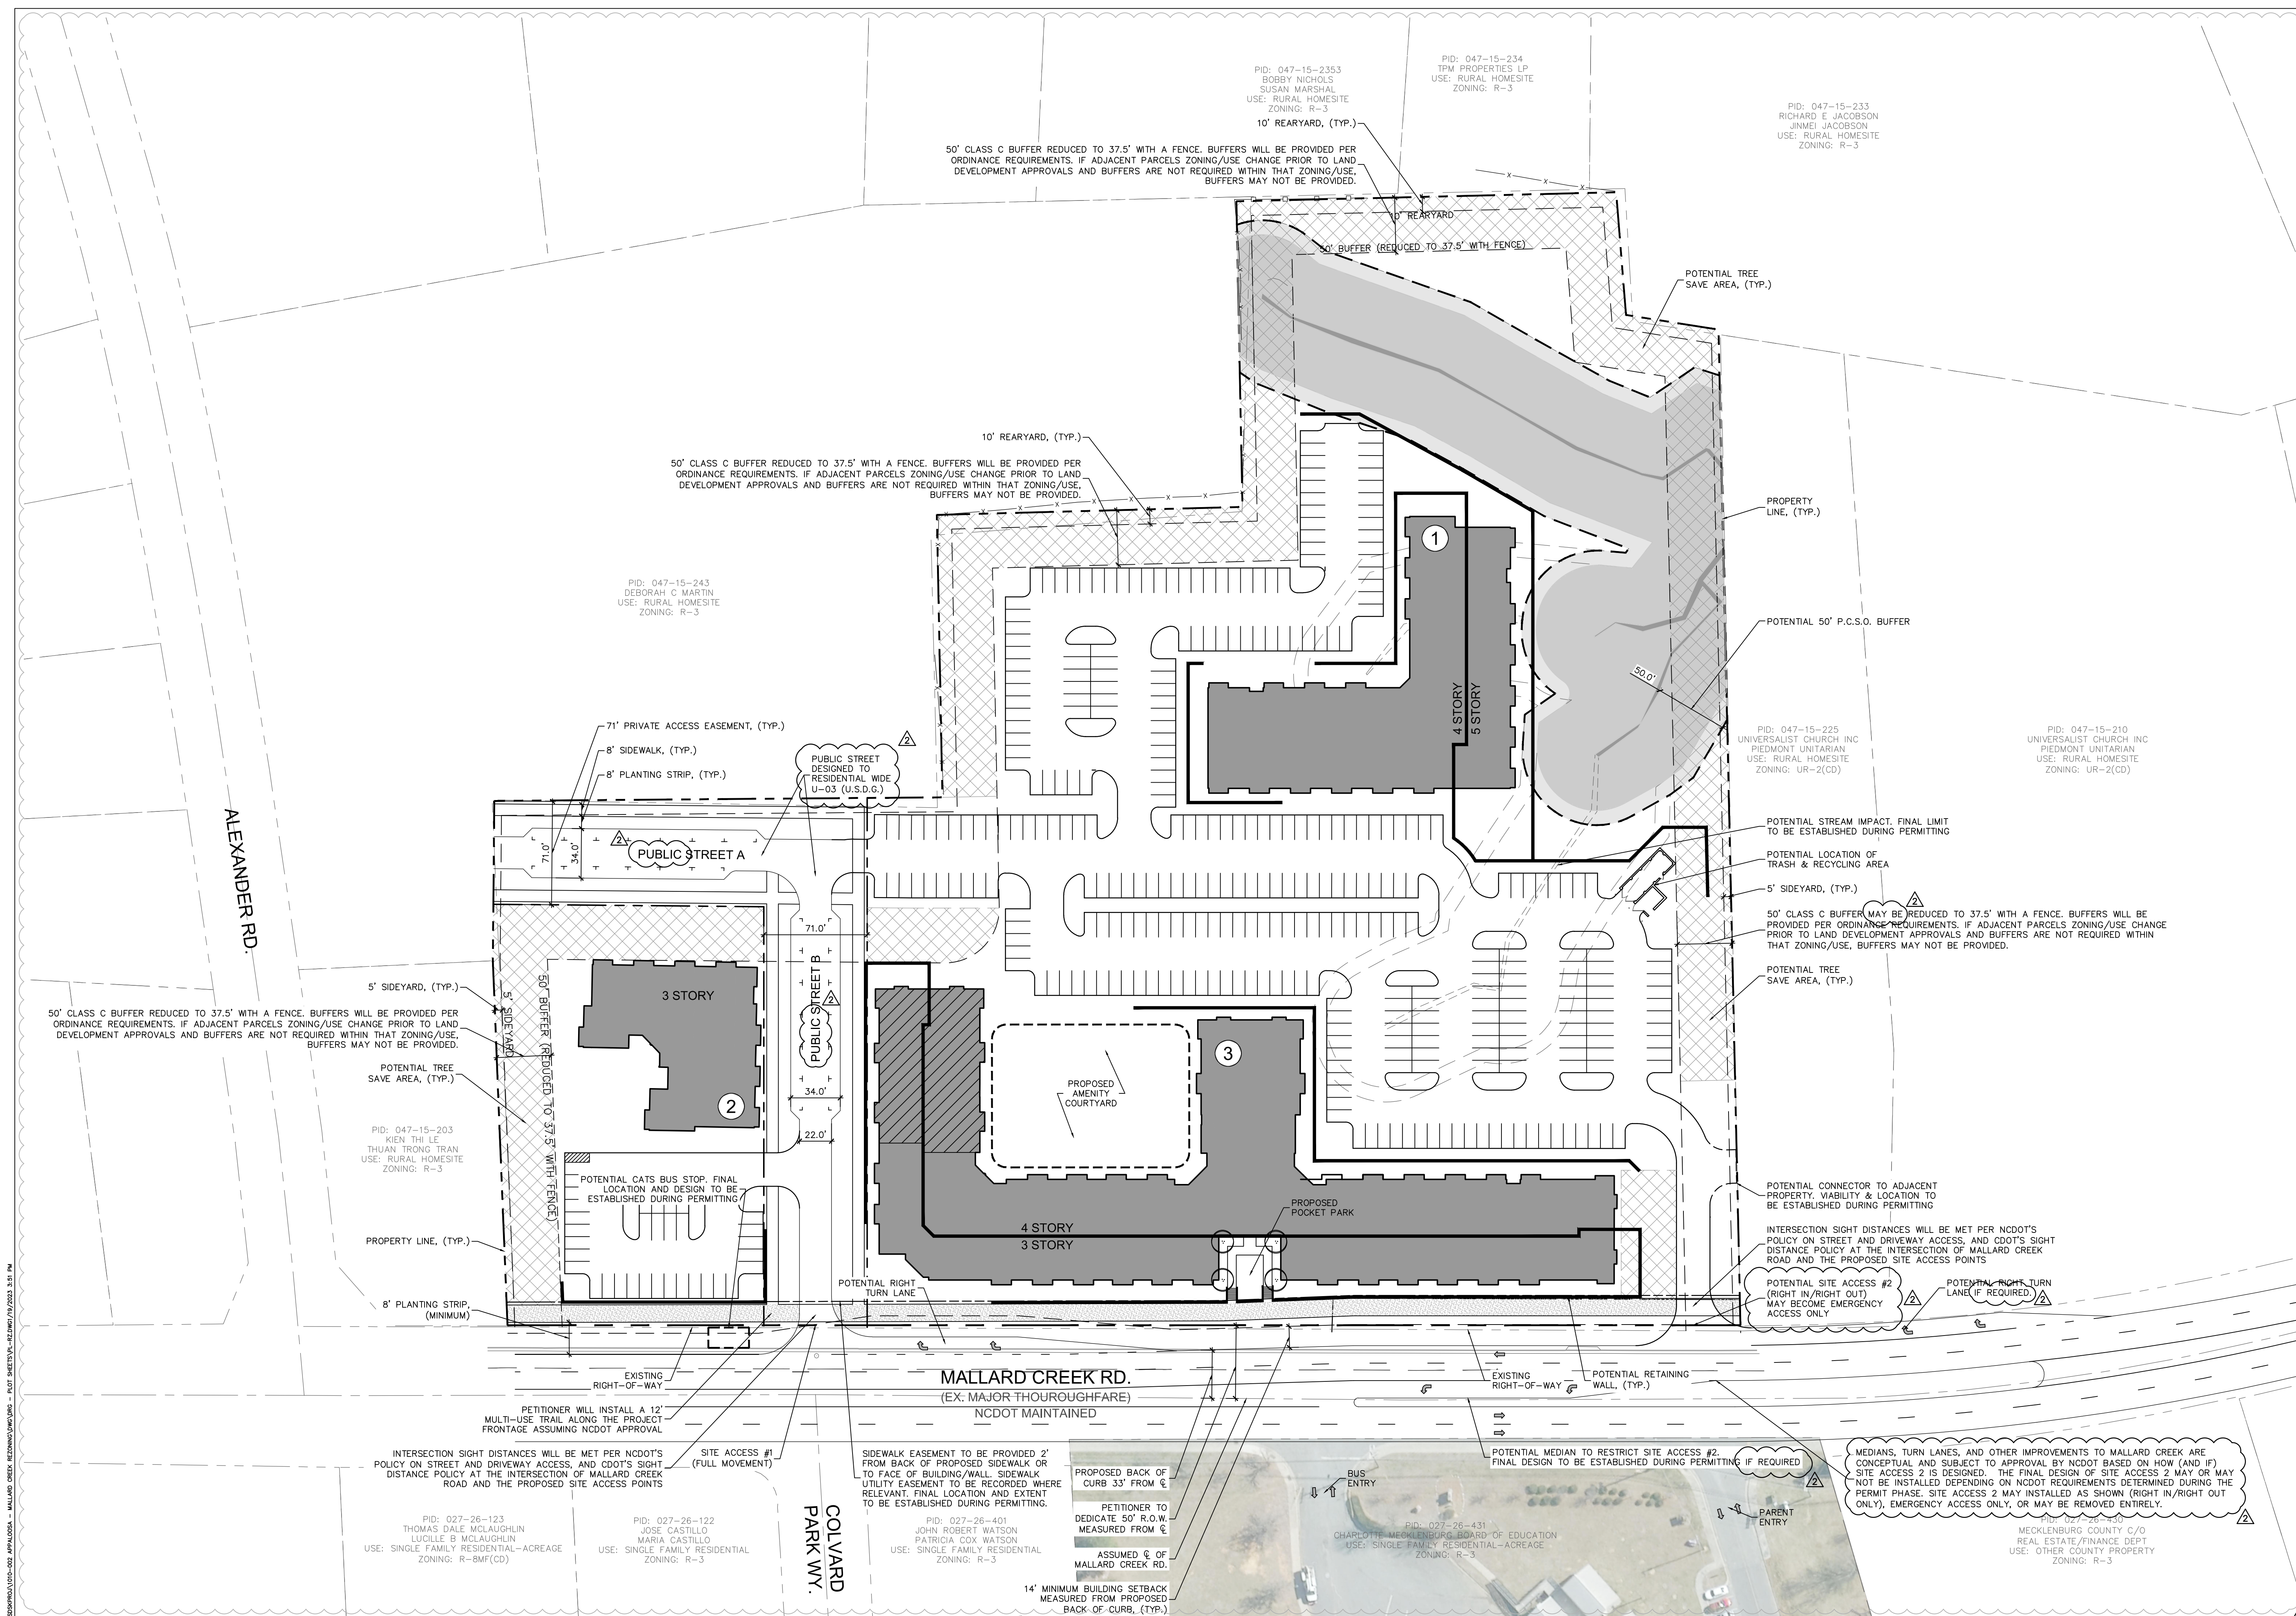 PID: 047-15-2353
BOBBY NICHOLS
SUSAN MARSHAL
USE: RURAL HOMESITE
ZONING: R-3
PID: 047-15-234
TPM PROPERTIES LP
USE: RURAL HOMESITE
ZONING: R-3
PID: 047-15-233
RICHARD E JACOBSON
JINMEI JACOBSON
USE: RURAL HOMESITE
ZONING: R-3
10' REARYARD, (TYP.)
50' CLASS C BUFFER REDUCED TO 37.5' WITH A FENCE. BUFFERS WILL BE PROVIDED PER
ORDINANCE REQUIREMENTS. IF ADJACENT PARCELS ZONING/USE CHANGE PRIOR TO LAND
DEVELOPMENT APPROVALS AND BUFFERS ARE NOT REQUIRED WITHIN THAT ZONING/USE,
BUFFERS MAY NOT BE PROVIDED.
10' REARYARD
50' BUFFER (REDUCED TO 37.5' WITH FENCE)
POTENTIAL TREE
SAVE AREA, (TYP.)
10' REARYARD, (TYP.)
50' CLASS C BUFFER REDUCED TO 37.5' WITH A FENCE. BUFFERS WILL BE PROVIDED PER
ORDINANCE REQUIREMENTS. IF ADJACENT PARCELS ZONING/USE CHANGE PRIOR TO LAND
DEVELOPMENT APPROVALS AND BUFFERS ARE NOT REQUIRED WITHIN THAT ZONING/USE,
BUFFERS MAY NOT BE PROVIDED.
PROPERTY
LINE, (TYP.)
1
PID: 047-15-243
DEBORAH C MARTIN
USE: RURAL HOMESITE
ZONING: R-3
POTENTIAL 50' P.C.S.O. BUFFER
50.0'
4 STORY
5 STORY
71' PRIVATE ACCESS EASEMENT, (TYP.)
8' SIDEWALK, (TYP.)
8' PLANTING STRIP, (TYP.)
PUBLIC STREET
DESIGNED TO
RESIDENTIAL WIDE
U-03 (U.S.D.G.)
2
PID: 047-15-225
UNIVERSALIST CHURCH INC
PIEDMONT UNITARIAN
USE: RURAL HOMESITE
ZONING: UR-2(CD)
PID: 047-15-210
UNIVERSALIST CHURCH INC
PIEDMONT UNITARIAN
USE: RURAL HOMESITE
ZONING: UR-2(CD)
ALEXANDER RD.
71.0'
34.0'
2
PUBLIC STREET A
POTENTIAL STREAM IMPACT. FINAL LIMIT
TO BE ESTABLISHED DURING PERMITTING
POTENTIAL LOCATION OF
TRASH & RECYCLING AREA
5' SIDEYARD, (TYP.)
2
50' CLASS C BUFFER MAY BE REDUCED TO 37.5' WITH A FENCE. BUFFERS WILL BE
PROVIDED PER ORDINANCE REQUIREMENTS. IF ADJACENT PARCELS ZONING/USE CHANGE
PRIOR TO LAND DEVELOPMENT APPROVALS AND BUFFERS ARE NOT REQUIRED WITHIN
THAT ZONING/USE, BUFFERS MAY NOT BE PROVIDED.
POTENTIAL TREE
SAVE AREA, (TYP.)
71.0'
PUBLIC STREET B
2
34.0'
22.0'
3 STORY
2
5' SIDEYARD
50' BUFFER (REDUCED TO 37.5' WITH FENCE)
5' SIDEYARD, (TYP.)
50' CLASS C BUFFER REDUCED TO 37.5' WITH A FENCE. BUFFERS WILL BE PROVIDED PER
ORDINANCE REQUIREMENTS. IF ADJACENT PARCELS ZONING/USE CHANGE PRIOR TO LAND
DEVELOPMENT APPROVALS AND BUFFERS ARE NOT REQUIRED WITHIN THAT ZONING/USE,
BUFFERS MAY NOT BE PROVIDED.
POTENTIAL TREE
SAVE AREA, (TYP.)
PID: 047-15-203
KIEN THI LE
THUAN TRONG TRAN
USE: RURAL HOMESITE
ZONING: R-3
3
PROPOSED
AMENITY
COURTYARD
POTENTIAL CATS BUS STOP. FINAL
LOCATION AND DESIGN TO BE
ESTABLISHED DURING PERMITTING
PROPOSED
POCKET PARK
4 STORY
3 STORY
POTENTIAL CONNECTOR TO ADJACENT
PROPERTY. VIABILITY & LOCATION TO
BE ESTABLISHED DURING PERMITTING
INTERSECTION SIGHT DISTANCES WILL BE MET PER NCDOT'S
POLICY ON STREET AND DRIVEWAY ACCESS, AND CDOT'S SIGHT
DISTANCE POLICY AT THE INTERSECTION OF MALLARD CREEK
ROAD AND THE PROPOSED SITE ACCESS POINTS
POTENTIAL SITE ACCESS #2
(RIGHT IN/RIGHT OUT)
MAY BECOME EMERGENCY
ACCESS ONLY
2
POTENTIAL RIGHT TURN
LANE IF REQUIRED.
2
PROPERTY LINE, (TYP.)
8' PLANTING STRIP,
(MINIMUM)
POTENTIAL RIGHT
TURN LANE
EXISTING
RIGHT-OF-WAY
MALLARD CREEK RD.
(EX. MAJOR THOUROUGHFARE)
NCDOT MAINTAINED
EXISTING
RIGHT-OF-WAY
POTENTIAL RETAINING
WALL, (TYP.)
PETITIONER WILL INSTALL A 12'
MULTI-USE TRAIL ALONG THE PROJECT
FRONTAGE ASSUMING NCDOT APPROVAL
INTERSECTION SIGHT DISTANCES WILL BE MET PER NCDOT'S
POLICY ON STREET AND DRIVEWAY ACCESS, AND CDOT'S SIGHT
DISTANCE POLICY AT THE INTERSECTION OF MALLARD CREEK
ROAD AND THE PROPOSED SITE ACCESS POINTS
SITE ACCESS #1
(FULL MOVEMENT)
SIDEWALK EASEMENT TO BE PROVIDED 2'
FROM BACK OF PROPOSED SIDEWALK OR
TO FACE OF BUILDING/WALL. SIDEWALK
UTILITY EASEMENT TO BE RECORDED WHERE
RELEVANT. FINAL LOCATION AND EXTENT
TO BE ESTABLISHED DURING PERMITTING.
PROPOSED BACK OF
CURB 33' FROM ℄
PETITIONER TO
DEDICATE 50' R.O.W.
MEASURED FROM ℄
ASSUMED ℄ OF
MALLARD CREEK RD.
14' MINIMUM BUILDING SETBACK
MEASURED FROM PROPOSED
BACK OF CURB, (TYP.)
BUS
ENTRY
POTENTIAL MEDIAN TO RESTRICT SITE ACCESS #2.
FINAL DESIGN TO BE ESTABLISHED DURING PERMITTING IF REQUIRED
2
PARENT
ENTRY
MEDIANS, TURN LANES, AND OTHER IMPROVEMENTS TO MALLARD CREEK ARE
CONCEPTUAL AND SUBJECT TO APPROVAL BY NCDOT BASED ON HOW (AND IF)
SITE ACCESS 2 IS DESIGNED. THE FINAL DESIGN OF SITE ACCESS 2 MAY OR MAY
NOT BE INSTALLED DEPENDING ON NCDOT REQUIREMENTS DETERMINED DURING THE
PERMIT PHASE. SITE ACCESS 2 MAY INSTALLED AS SHOWN (RIGHT IN/RIGHT OUT
ONLY), EMERGENCY ACCESS ONLY, OR MAY BE REMOVED ENTIRELY.
2
PID: 027-26-123
THOMAS DALE MCLAUGHLIN
LUCILLE B MCLAUGHLIN
USE: SINGLE FAMILY RESIDENTIAL-ACREAGE
ZONING: R-8MF(CD)
PID: 027-26-122
JOSE CASTILLO
MARIA CASTILLO
USE: SINGLE FAMILY RESIDENTIAL
ZONING: R-3
COLVARD
PARK WY.
PID: 027-26-401
JOHN ROBERT WATSON
PATRICIA COX WATSON
USE: SINGLE FAMILY RESIDENTIAL
ZONING: R-3
PID: 027-26-431
CHARLOTTE MECKLENBURG BOARD OF EDUCATION
USE: SINGLE FAMILY RESIDENTIAL-ACREAGE
ZONING: R-3
PID: 027-26-430
MECKLENBURG COUNTY C/O
REAL ESTATE/FINANCE DEPT
USE: OTHER COUNTY PROPERTY
ZONING: R-3